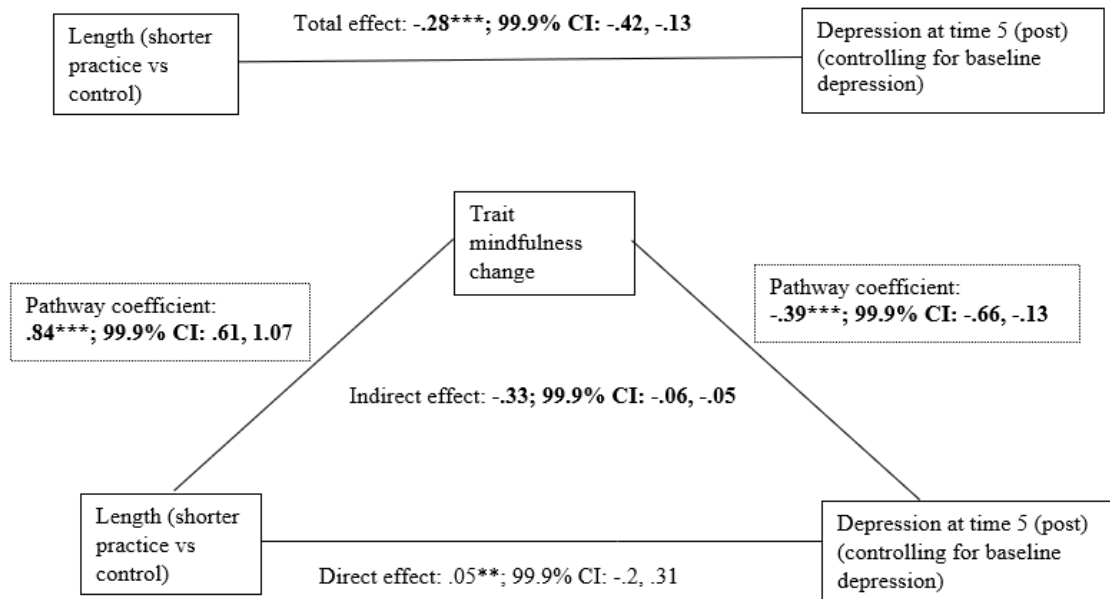 Total effect: -.28***; 99.9% CI: -.42, -.13
Length (shorter
practice vs
control)
Depression at time 5 (post)
(controlling for baseline
depression)
Trait
mindfulness
change
Pathway coefficient:
.84***; 99.9% CI: .61, 1.07
Pathway coefficient:
-.39***; 99.9% CI: -.66, -.13
Indirect effect: -.33; 99.9% CI: -.06, -.05
Length (shorter
practice vs
control)
Depression at time 5 (post)
(controlling for baseline
depression)
Direct effect: .05**; 99.9% CI: -.2, .31